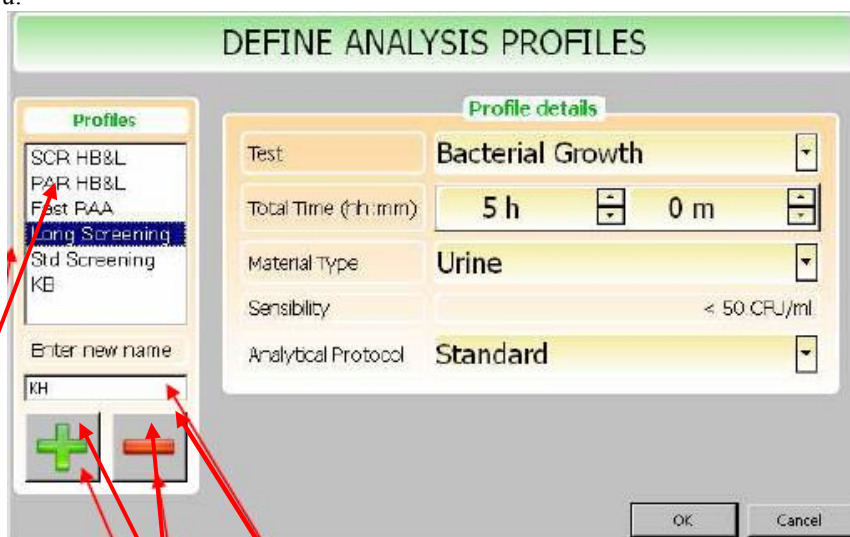 DEFINE ANALYSIS PROFILES
Profiles
SCR HB&L
PAR HB&L
Fast RAA
Long Screening
Std Screening
KB
Enter new name
KH
Profile details
Test
Bacterial Growth
Total Time (hh:mm)
5 h
0 m
Material Type
Urine
Sensibility
< 50 CFU/ml
Analytical Protocol
Standard
OK
Cancel